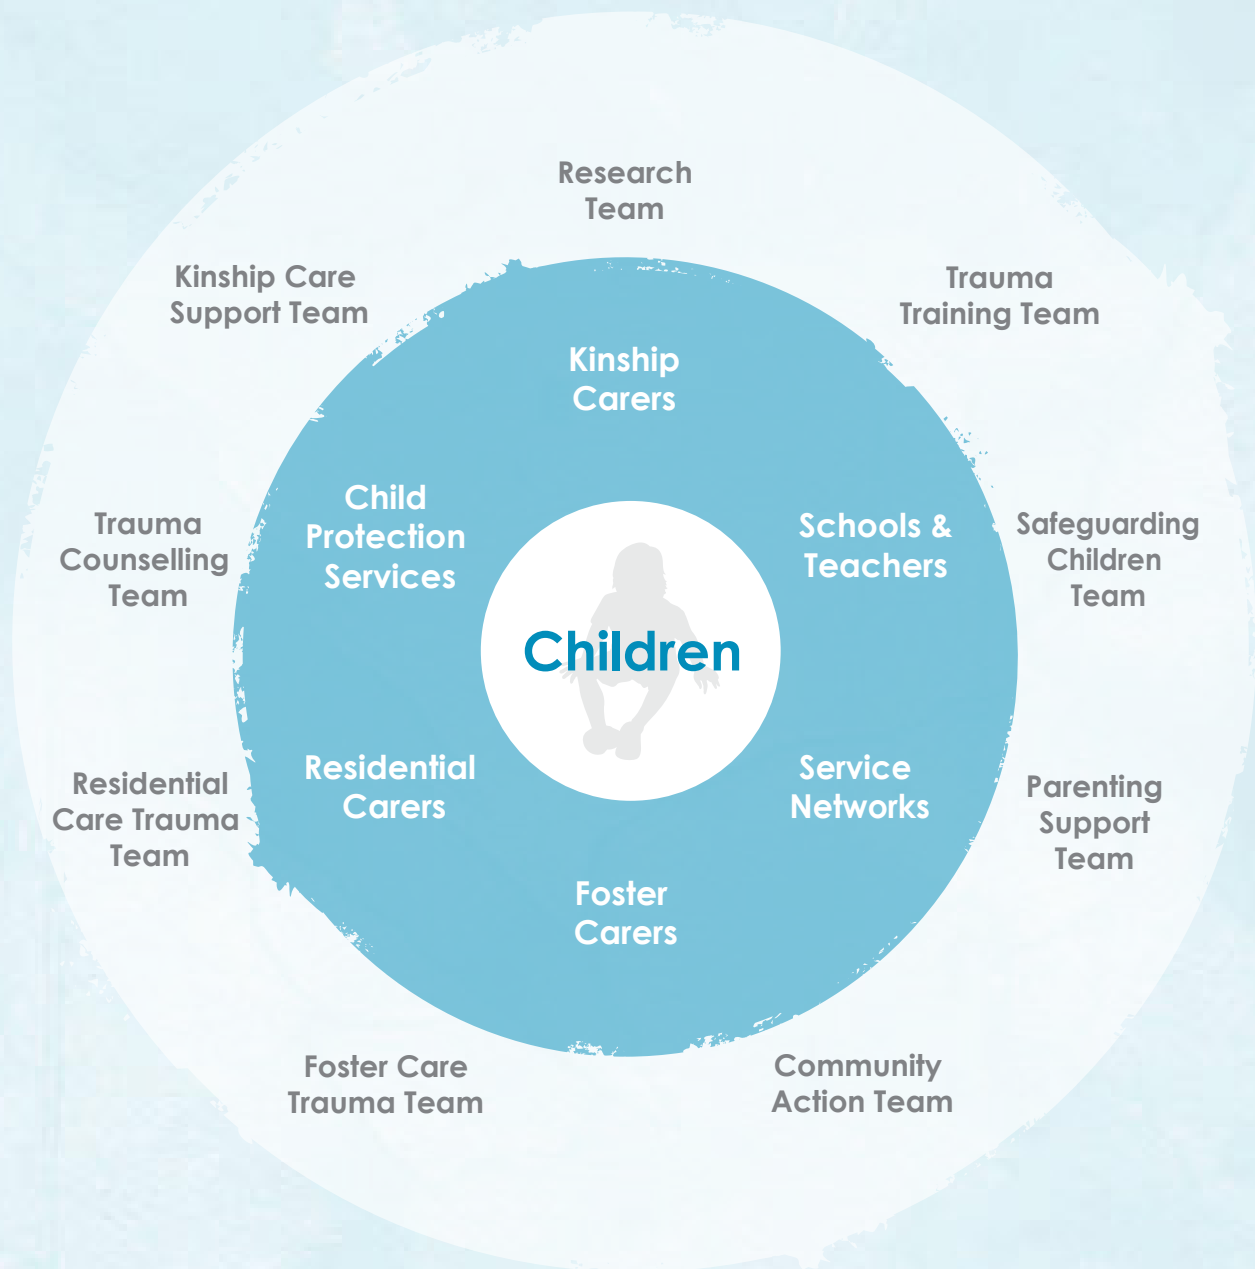 Research
Team
Kinship Care
Support Team
Trauma
Training Team
Kinship
Carers
Child
Protection
Services
Schools &
Teachers
Trauma
Counselling
Team
Safeguarding
Children
Team
Children
Residential
Carers
Service
Networks
Residential
Care Trauma
Team
Parenting
Support
Team
Foster
Carers
Foster Care
Trauma Team
Community
Action Team